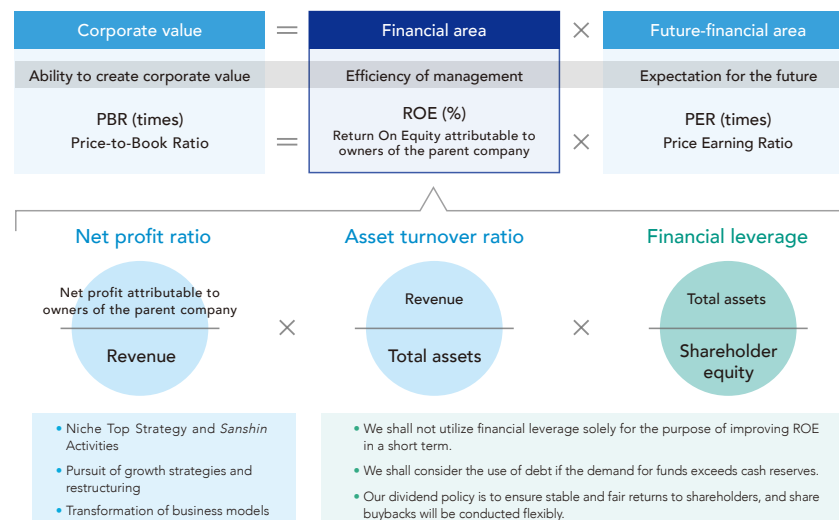 Corporate value = Financial area × Future-financial area
Ability to create corporate value Efficiency of management Expectation for the future
PBR (times)
Price-to-Book Ratio
=
ROE (%)
Return On Equity attributable to
owners of the parent company
×
PER (times)
Price Earning Ratio
Net profit ratio
Asset turnover ratio
Financial leverage
Net profit attributable to
owners of the parent company
Revenue
×
Revenue
Total assets
×
Total assets
Shareholder
equity
• Niche Top Strategy and Sanshin
Activities
• Pursuit of growth strategies and
restructuring
• Transformation of business models
• We shall not utilize financial leverage solely for the purpose of improving ROE
in a short term.
• We shall consider the use of debt if the demand for funds exceeds cash reserves.
• Our dividend policy is to ensure stable and fair returns to shareholders, and share
buybacks will be conducted flexibly.